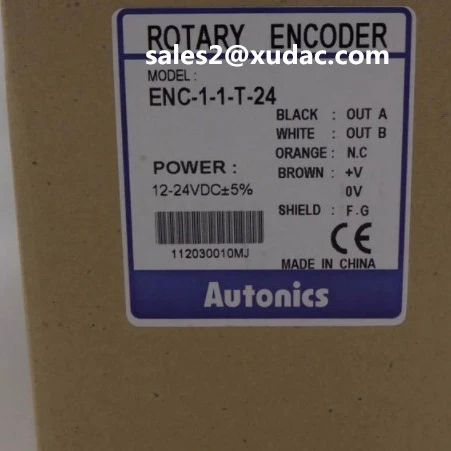 ROTARY ENCODER
sales2@xudac.com
MODEL :
ENC-1-1-T-24
BLACK : OUT A
WHITE : OUT B
ORANGE : N.C
POWER :
BROWN : +V
12-24VDC±5%
0V
SHIELD : F.G
CE
112030010MJ
MADE IN CHINA
Autonics